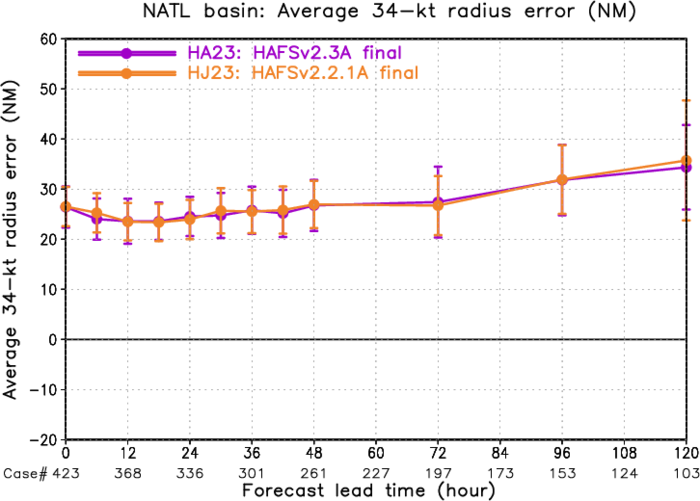 NATL basin: Average 34-kt radius error (NM)
HA23: HAFSv2.3A final
HJ23: HAFSv2.2.1A final
Average 34-kt radius error (NM)
60
50
40
30
20
10
0
-10
-20
0 12 24 36 48 60 72 84 96 108 120
Case# 423 368 336 301 261 227 197 173 153 124 103
Forecast lead time (hour)